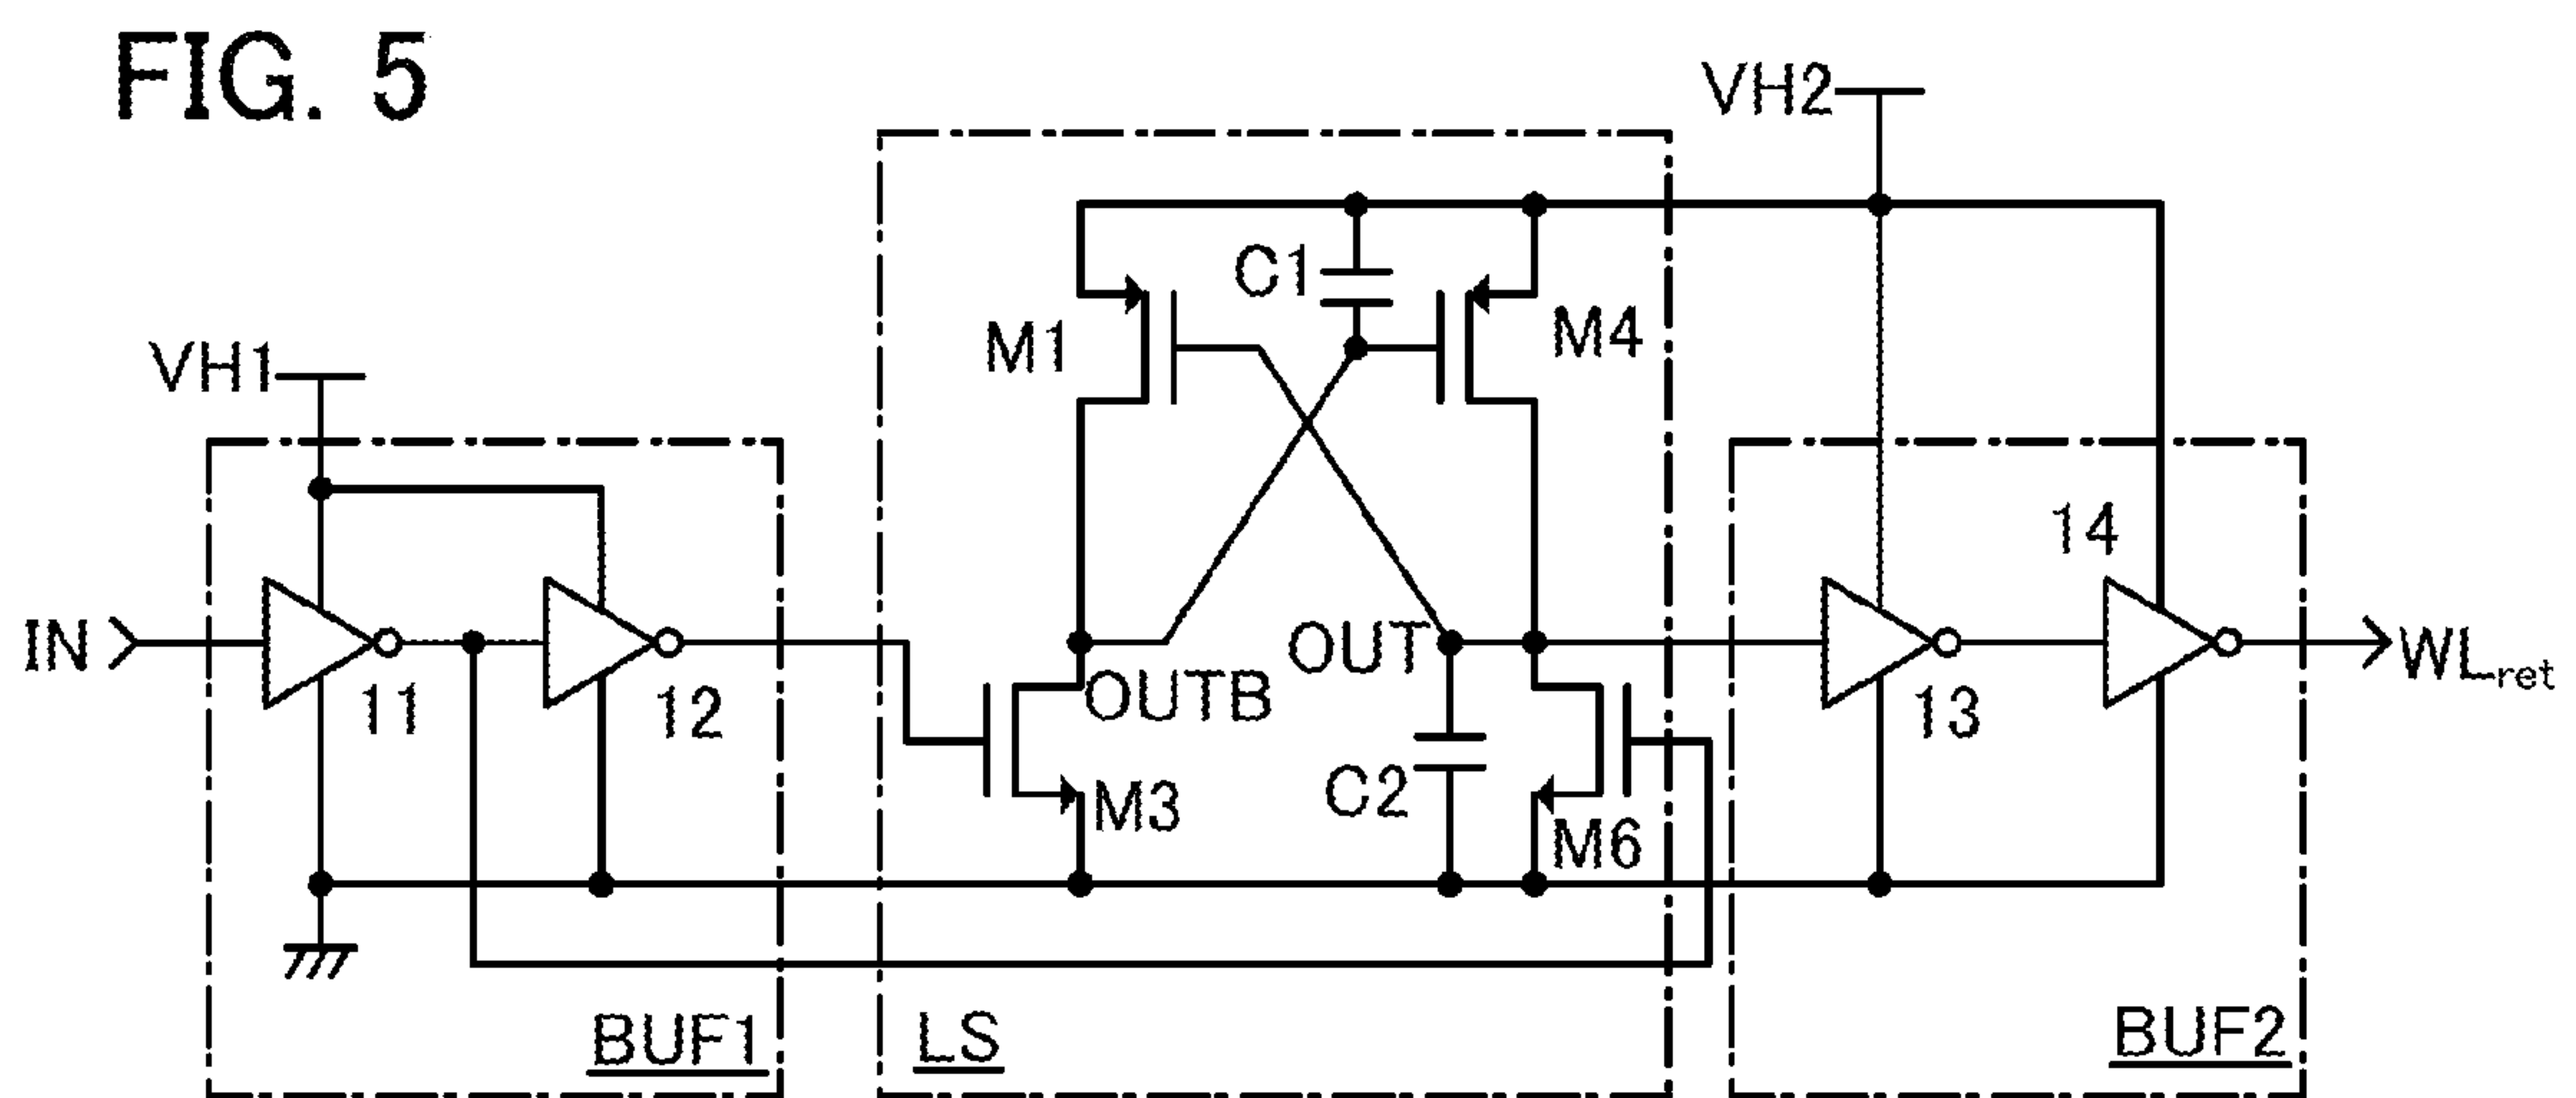 FIG. 5
VH2
C1
M1
M4
VH1
14
IN
OUT
WLret
11
12
OUTB
13
C2
M3
M6
BUF1
LS
BUF2